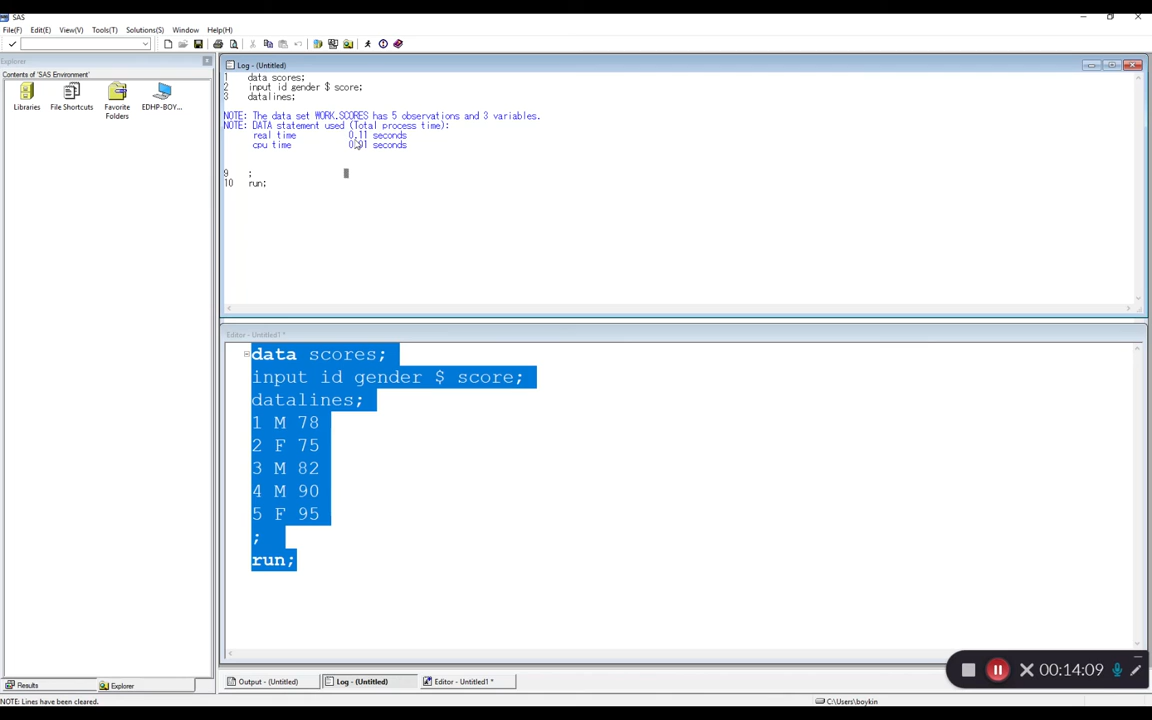 SAS
File(F) Edit(E) View(V) Tools(T) Solutions(S) Window Help(H)
Explorer
Contents of 'SAS Environment'
Libraries File Shortcuts Favorite Folders EDHP-BOY...
Log - (Untitled)
1 data scores;
2 input id gender $ score;
3 datalines;
NOTE: The data set WORK.SCORES has 5 observations and 3 variables.
NOTE: DATA statement used (Total process time):
real time 0.11 seconds
cpu time seconds
9 ;
10 run;
Editor - Untitled1 *
data scores;
input id gender $ score;
datalines;
1 M 78
2 F 75
3 M 82
4 M 90
5 F 95
;
run;
Results Explorer
Output - (Untitled) Log - (Untitled) Editor - Untitled1 *
NOTE: Lines have been cleared.
C:\Users\boykin
00:14:09